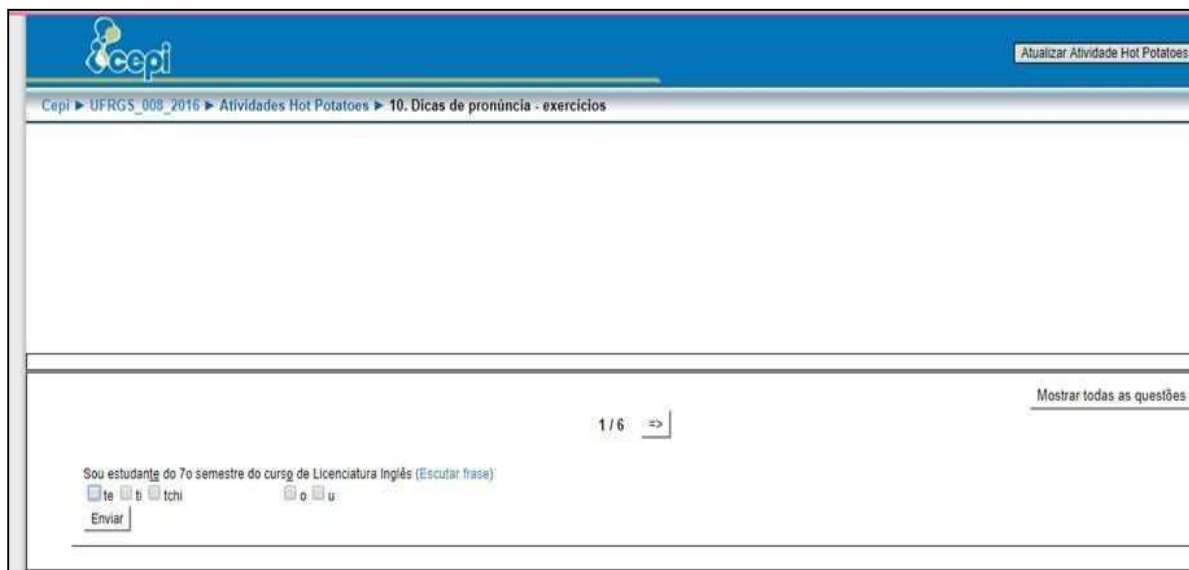 cepi
Atualizar Atividade Hot Potatoes
Cepi ► UFRGS_008_2016 ► Atividades Hot Potatoes ► 10. Dicas de pronúncia - exercicios
Mostrar todas as questões
1 / 6 =>
Sou estudante do 7o semestre do curso de Licenciatura Inglês (Escutar frase)
te ti tchi o u
Enviar